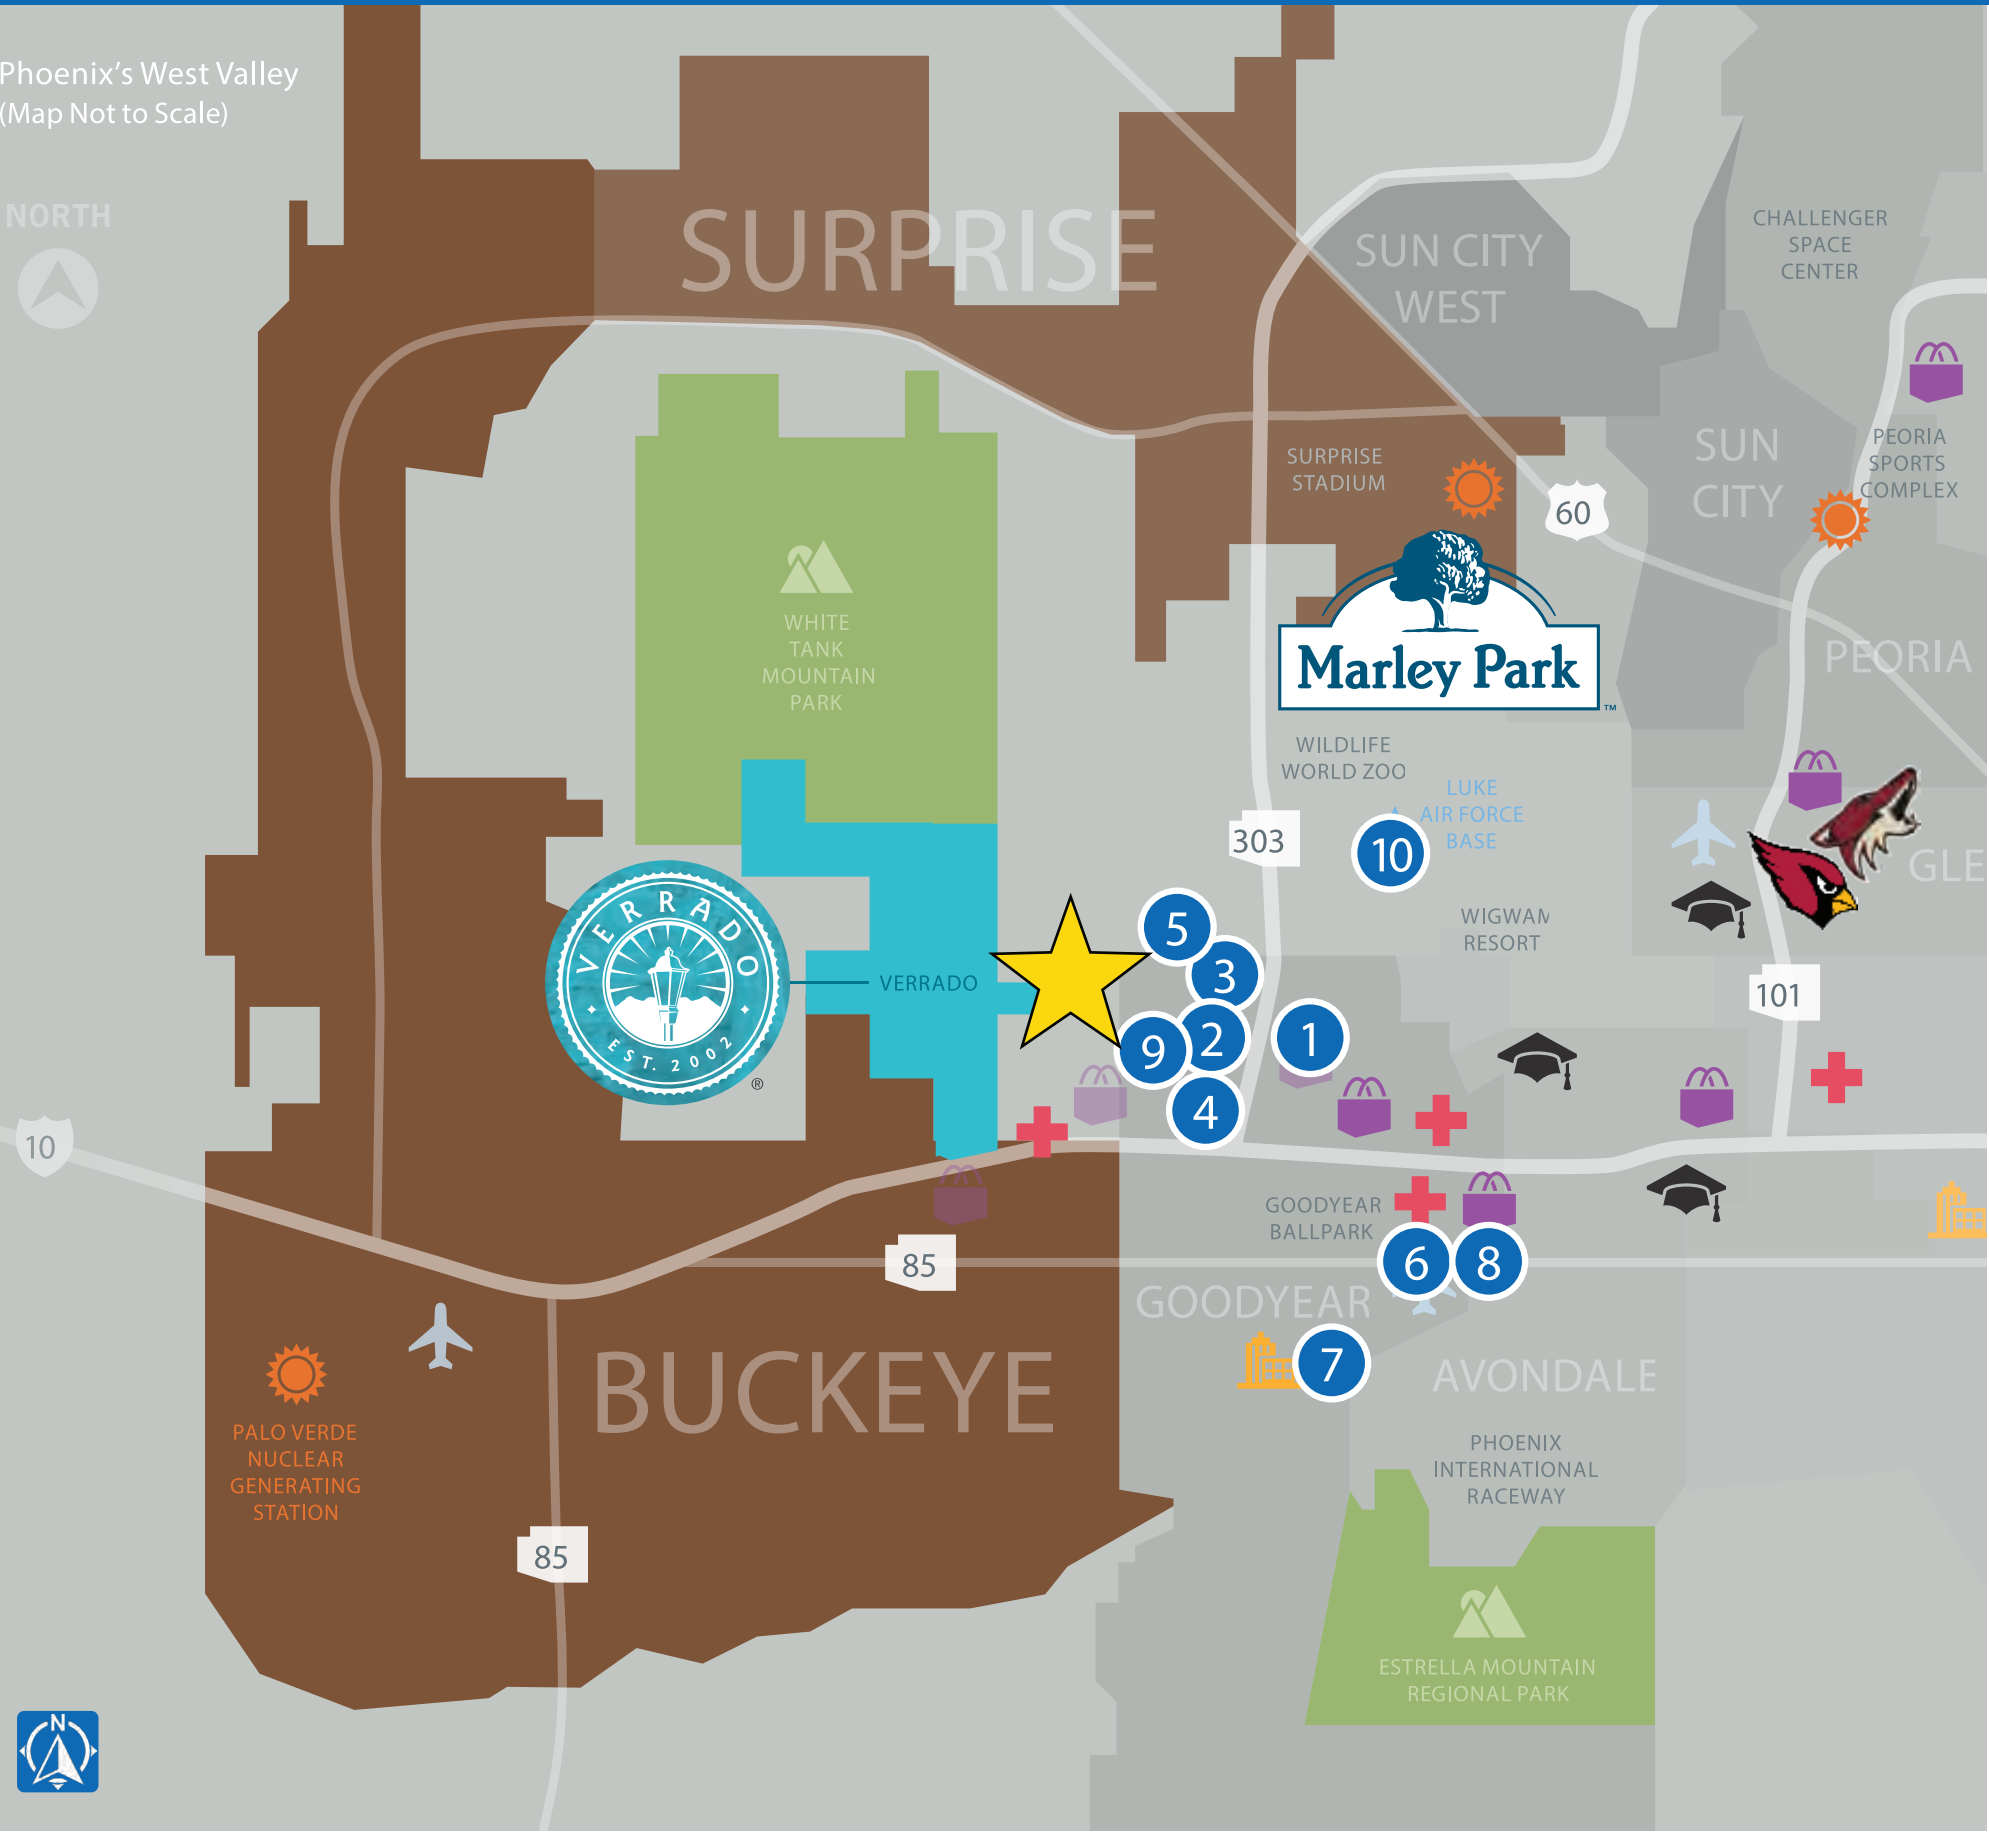 Phoenix's West Valley
(Map Not to Scale)
NORTH
SURPRISE
SUN CITY
WEST
CHALLENGER
SPACE
CENTER
SURPRISE
STADIUM
SUN
CITY
PEORIA
SPORTS
COMPLEX
60
WHITE
TANK
MOUNTAIN
PARK
Marley Park
™
PEORIA
WILDLIFE
WORLD ZOO
LUKE
AIR FORCE
BASE
303
10
GLE
5
WIGWAM
RESORT
VERRADO
EST. 2002
®
VERRADO
3
101
9
2
1
4
10
GOODYEAR
BALLPARK
85
6
8
GOODYEAR
7
BUCKEYE
AVONDALE
PALO VERDE
NUCLEAR
GENERATING
STATION
PHOENIX
INTERNATIONAL
RACEWAY
85
ESTRELLA MOUNTAIN
REGIONAL PARK
N